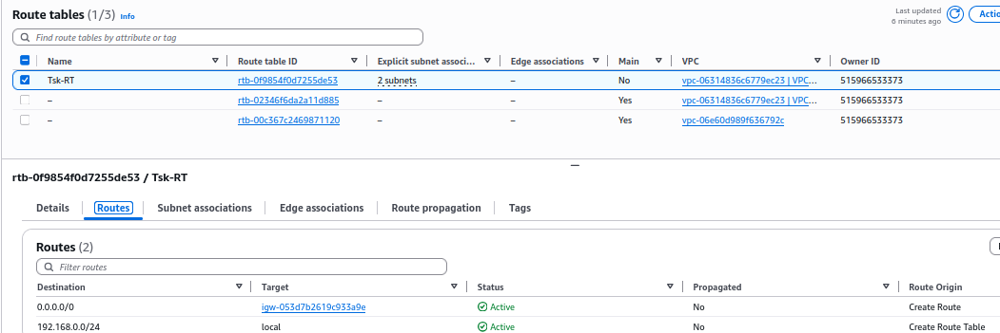 Route tables (1/3) Info
Last updated
6 minutes ago
Actio
Find route tables by attribute or tag
Name Route table ID Explicit subnet associ... Edge associations Main VPC Owner ID
Tsk-RT rtb-0f9854f0d7255de53 2 subnets – No vpc-06314836c6779ec23 | VPC... 515966533373
– rtb-02346f6da2a11d885 – – Yes vpc-06314836c6779ec23 | VPC... 515966533373
– rtb-00c367c2469871120 – – Yes vpc-06e60d989f636792c 515966533373
rtb-0f9854f0d7255de53 / Tsk-RT
Details Routes Subnet associations Edge associations Route propagation Tags
Routes (2)
Filter routes
Destination Target Status Propagated Route Origin
0.0.0.0/0 igw-053d7b2619c933a9e Active No Create Route
192.168.0.0/24 local Active No Create Route Table